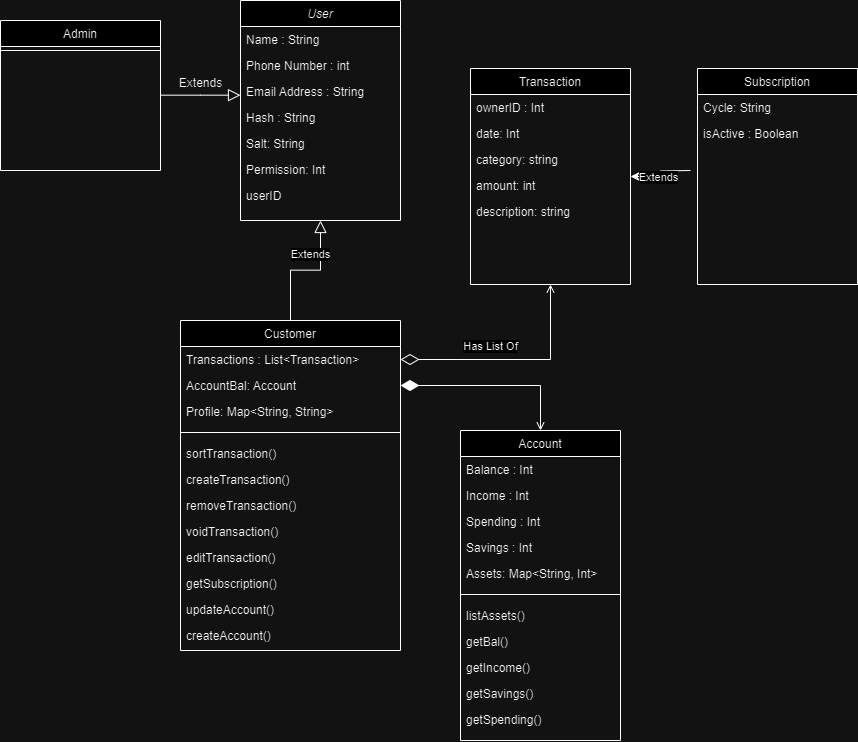 User
Name : String
Phone Number : int
Email Address : String
Hash : String
Salt: String
Permission: Int
userID
Admin
Extends
Extends
Transaction
ownerID : Int
date: Int
category: string
amount: int
description: string
Subscription
Cycle: String
isActive : Boolean
Extends
Customer
Transactions : List<Transaction>
AccountBal: Account
Profile: Map<String, String>
sortTransaction()
createTransaction()
removeTransaction()
voidTransaction()
editTransaction()
getSubscription()
updateAccount()
createAccount()
Has List Of
Account
Balance : Int
Income : Int
Spending : Int
Savings : Int
Assets: Map<String, Int>
listAssets()
getBal()
getIncome()
getSavings()
getSpending()